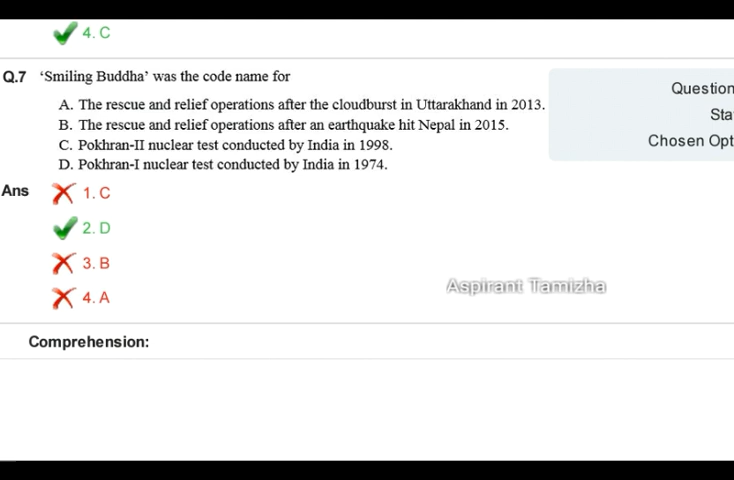 4. C
Q.7 ‘Smiling Buddha’ was the code name for
Question
A. The rescue and relief operations after the cloudburst in Uttarakhand in 2013.
Sta
B. The rescue and relief operations after an earthquake hit Nepal in 2015.
Chosen Opt
C. Pokhran-II nuclear test conducted by India in 1998.
D. Pokhran-I nuclear test conducted by India in 1974.
Ans 1. C
2. D
3. B
4. A
Aspirant Tamizha
Comprehension: